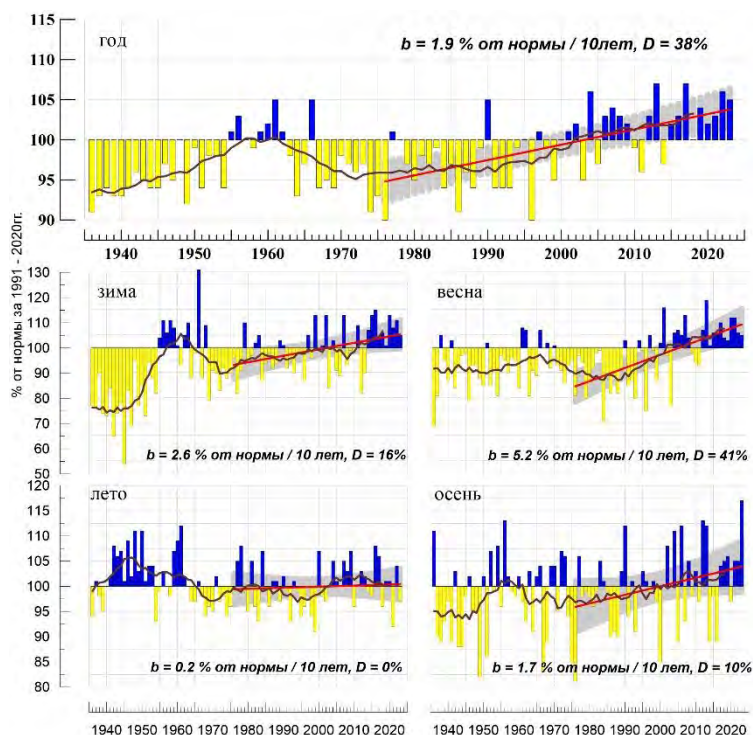 115
110
105
100
95
90
год
b = 1.9 % от нормы / 10лет, D = 38%
1940 1950 1960 1970 1980 1990 2000 2010 2020
% от нормы за 1991 - 2020гг.
130
120
110
100
90
80
70
60
50
зима
b = 2.6 % от нормы / 10 лет, D = 16%
весна
b = 5.2 % от нормы / 10 лет, D = 41%
120
115
110
105
100
95
90
85
80
лето
b = 0.2 % от нормы / 10 лет, D = 0%
осень
b = 1.7 % от нормы / 10 лет, D = 10%
1940 1950 1960 1970 1980 1990 2000 2010 2020
1940 1950 1960 1970 1980 1990 2000 2010 2020